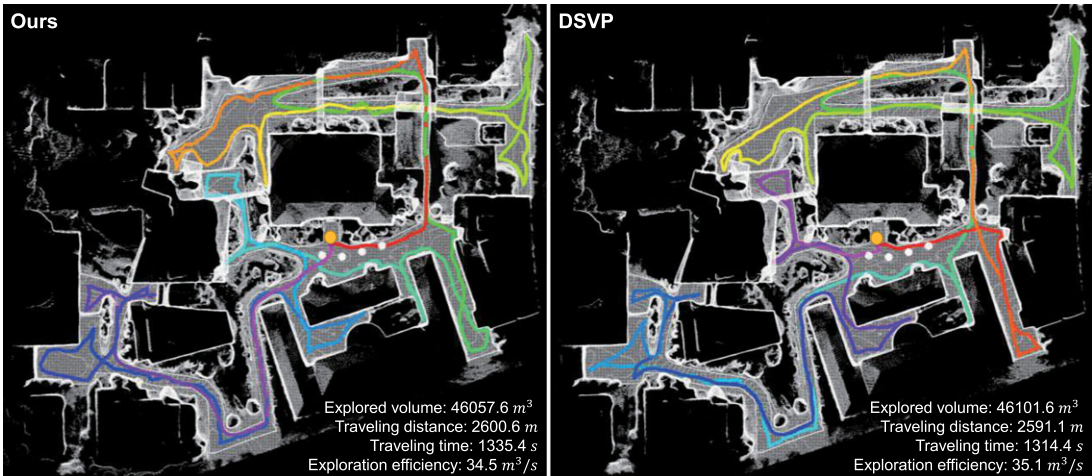 Ours
Explored volume: 46057.6 m³
Traveling distance: 2600.6 m
Traveling time: 1335.4 s
Exploration efficiency: 34.5 m³/s
DSVP
Explored volume: 46101.6 m³
Traveling distance: 2591.1 m
Traveling time: 1314.4 s
Exploration efficiency: 35.1 m³/s